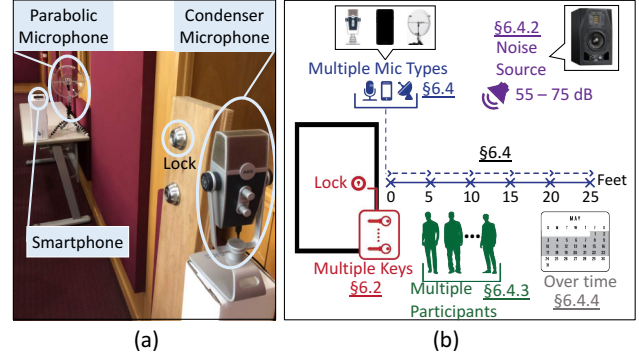 Parabolic
Microphone
Condenser
Microphone
Lock
Smartphone
(a)
Multiple Mic Types
§6.4
§6.4.2
Noise
Source
55 – 75 dB
§6.4
Feet
0 5 10 15 20 25
Lock
Multiple Keys
§6.2
Multiple
Participants
§6.4.3
MAY
Over time
§6.4.4
(b)